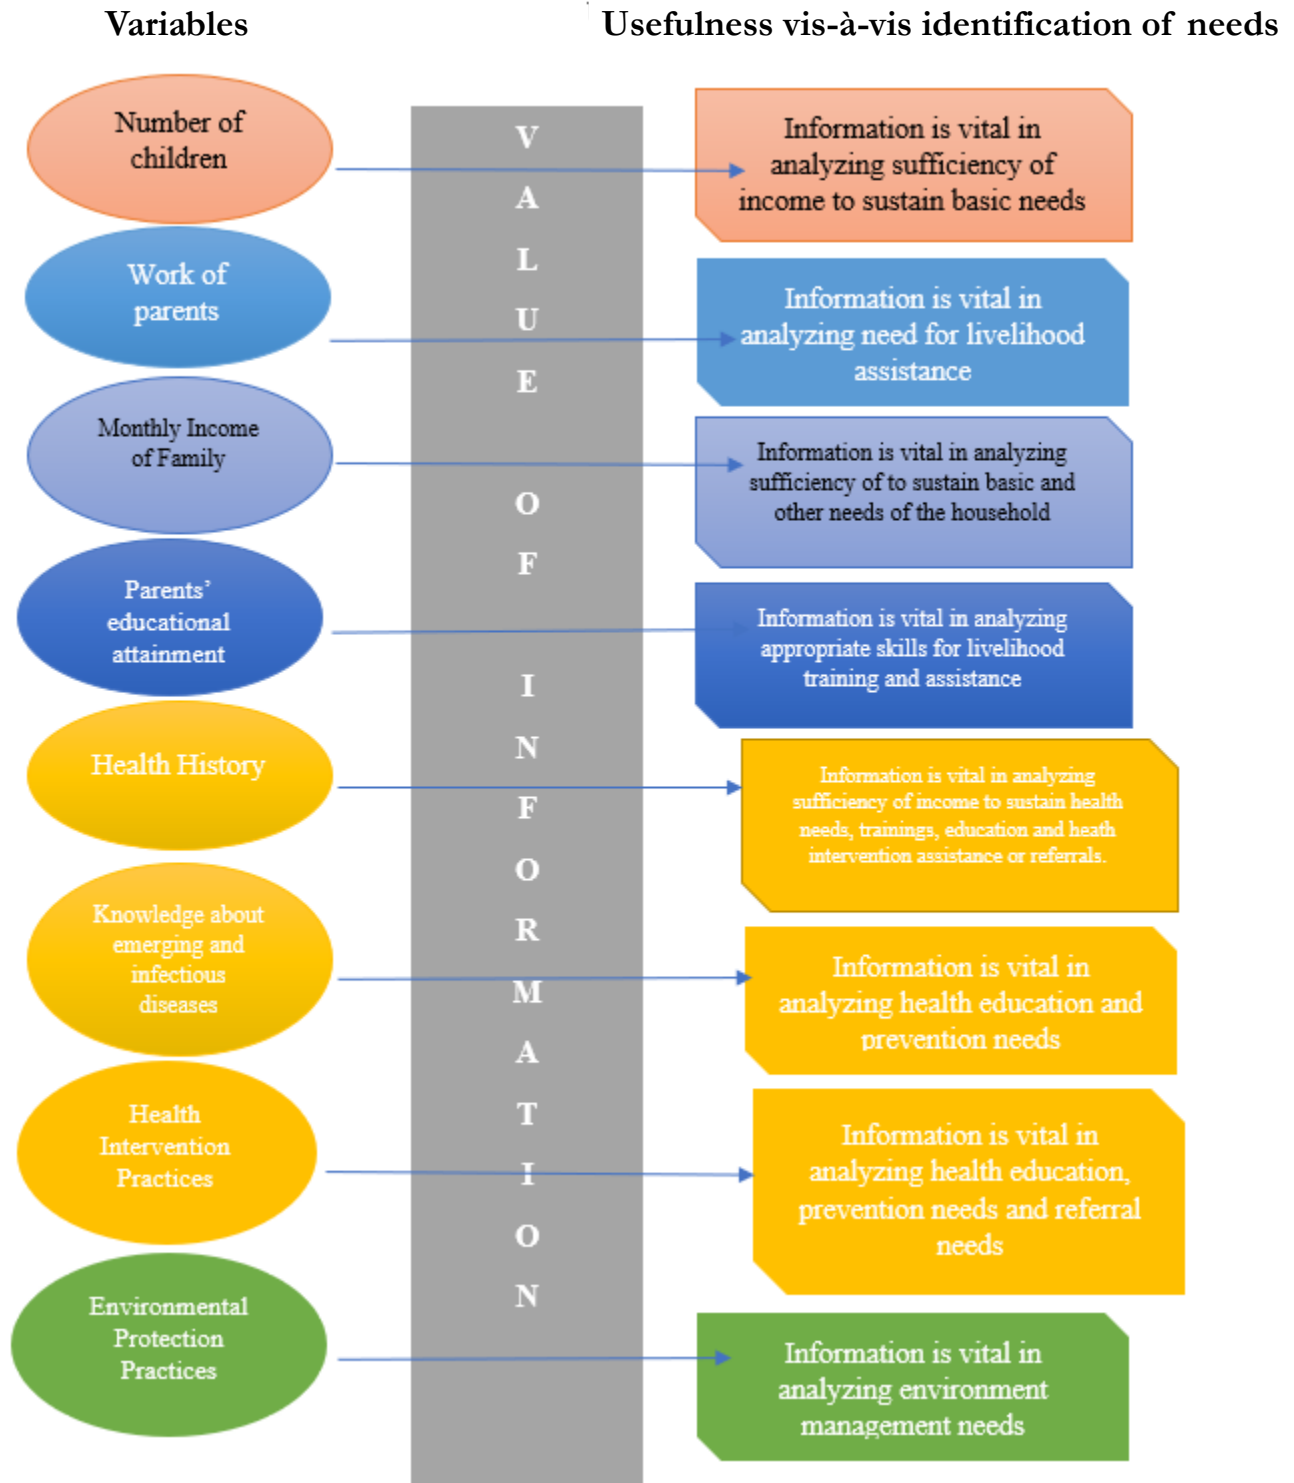 Variables
Usefulness vis-à-vis identification of needs
Number of
children
Information is vital in
analyzing sufficiency of
income to sustain basic needs
Work of
parents
Information is vital in
analyzing need for livelihood
assistance
Monthly Income
of Family
Information is vital in analyzing
sufficiency of to sustain basic and
other needs of the household
Parents’
educational
attainment
Information is vital in analyzing
appropriate skills for livelihood
training and assistance
Health History
Information is vital in analyzing
sufficiency of income to sustain health
needs, trainings, education and heath
intervention assistance or referrals.
Knowledge about
emerging and
infectious
diseases
Information is vital in
analyzing health education and
prevention needs
Health
Intervention
Practices
Information is vital in
analyzing health education,
prevention needs and referral
needs
Environmental
Protection
Practices
Information is vital in
analyzing environment
management needs
V
A
L
U
E
O
F
I
N
F
O
R
M
A
T
I
O
N